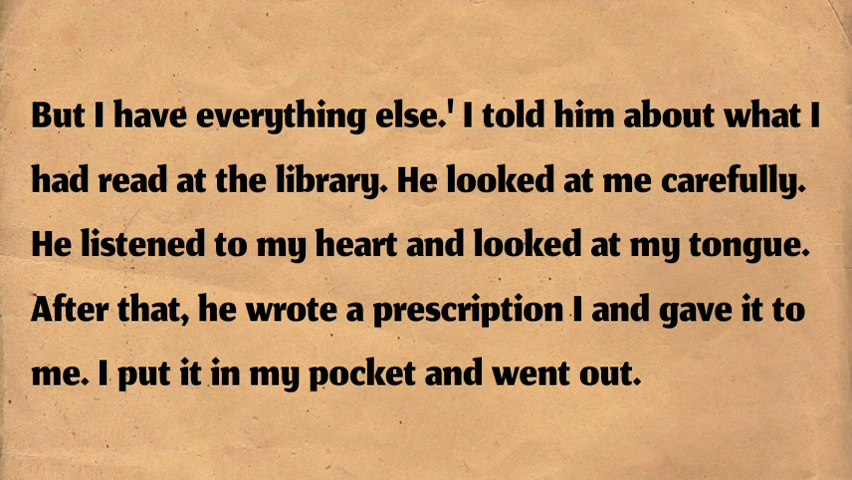 But I have everything else.' I told him about what I
had read at the library. He looked at me carefully.
He listened to my heart and looked at my tongue.
After that, he wrote a prescription I and gave it to
me. I put it in my pocket and went out.